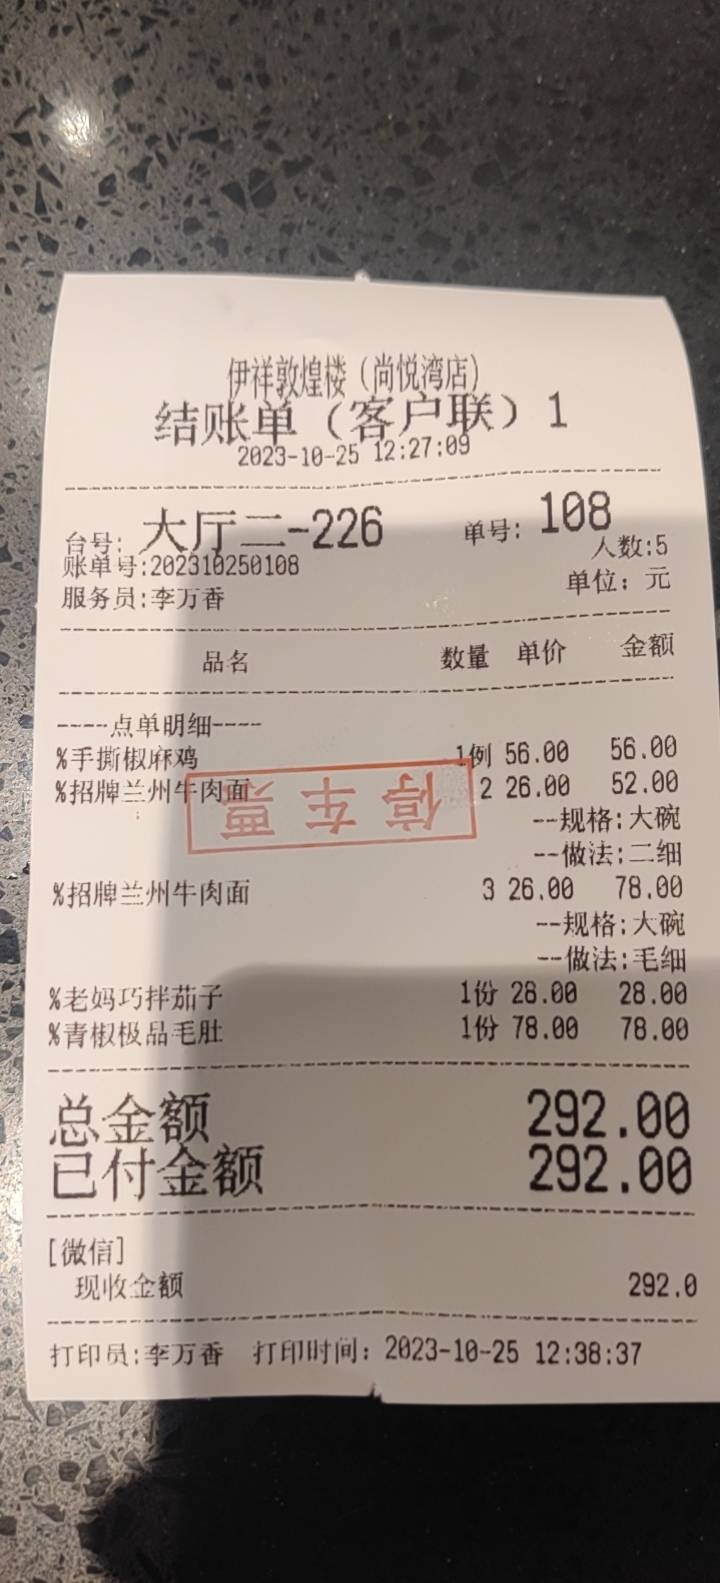 伊祥敦煌楼（尚悦湾店）
结账单（客户联）1
2023-10-25 12:27:09
台号: 大厅二-226 单号: 108
人数:5
账单号:202310250108
服务员:李万香 单位: 元
品名 数量 单价 金额
----点单明细----
%手撕椒麻鸡 1例 56.00 56.00
%招牌兰州牛肉面 2 26.00 52.00
停车票
--规格:大碗
--做法:二细
%招牌兰州牛肉面 3 26.00 78.00
--规格:大碗
--做法:毛细
%老妈巧拌茄子 1份 28.00 28.00
%青椒极品毛肚 1份 78.00 78.00
总金额 292.00
已付金额 292.00
[微信]
现收金额 292.0
打印员:李万香 打印时间: 2023-10-25 12:38:37